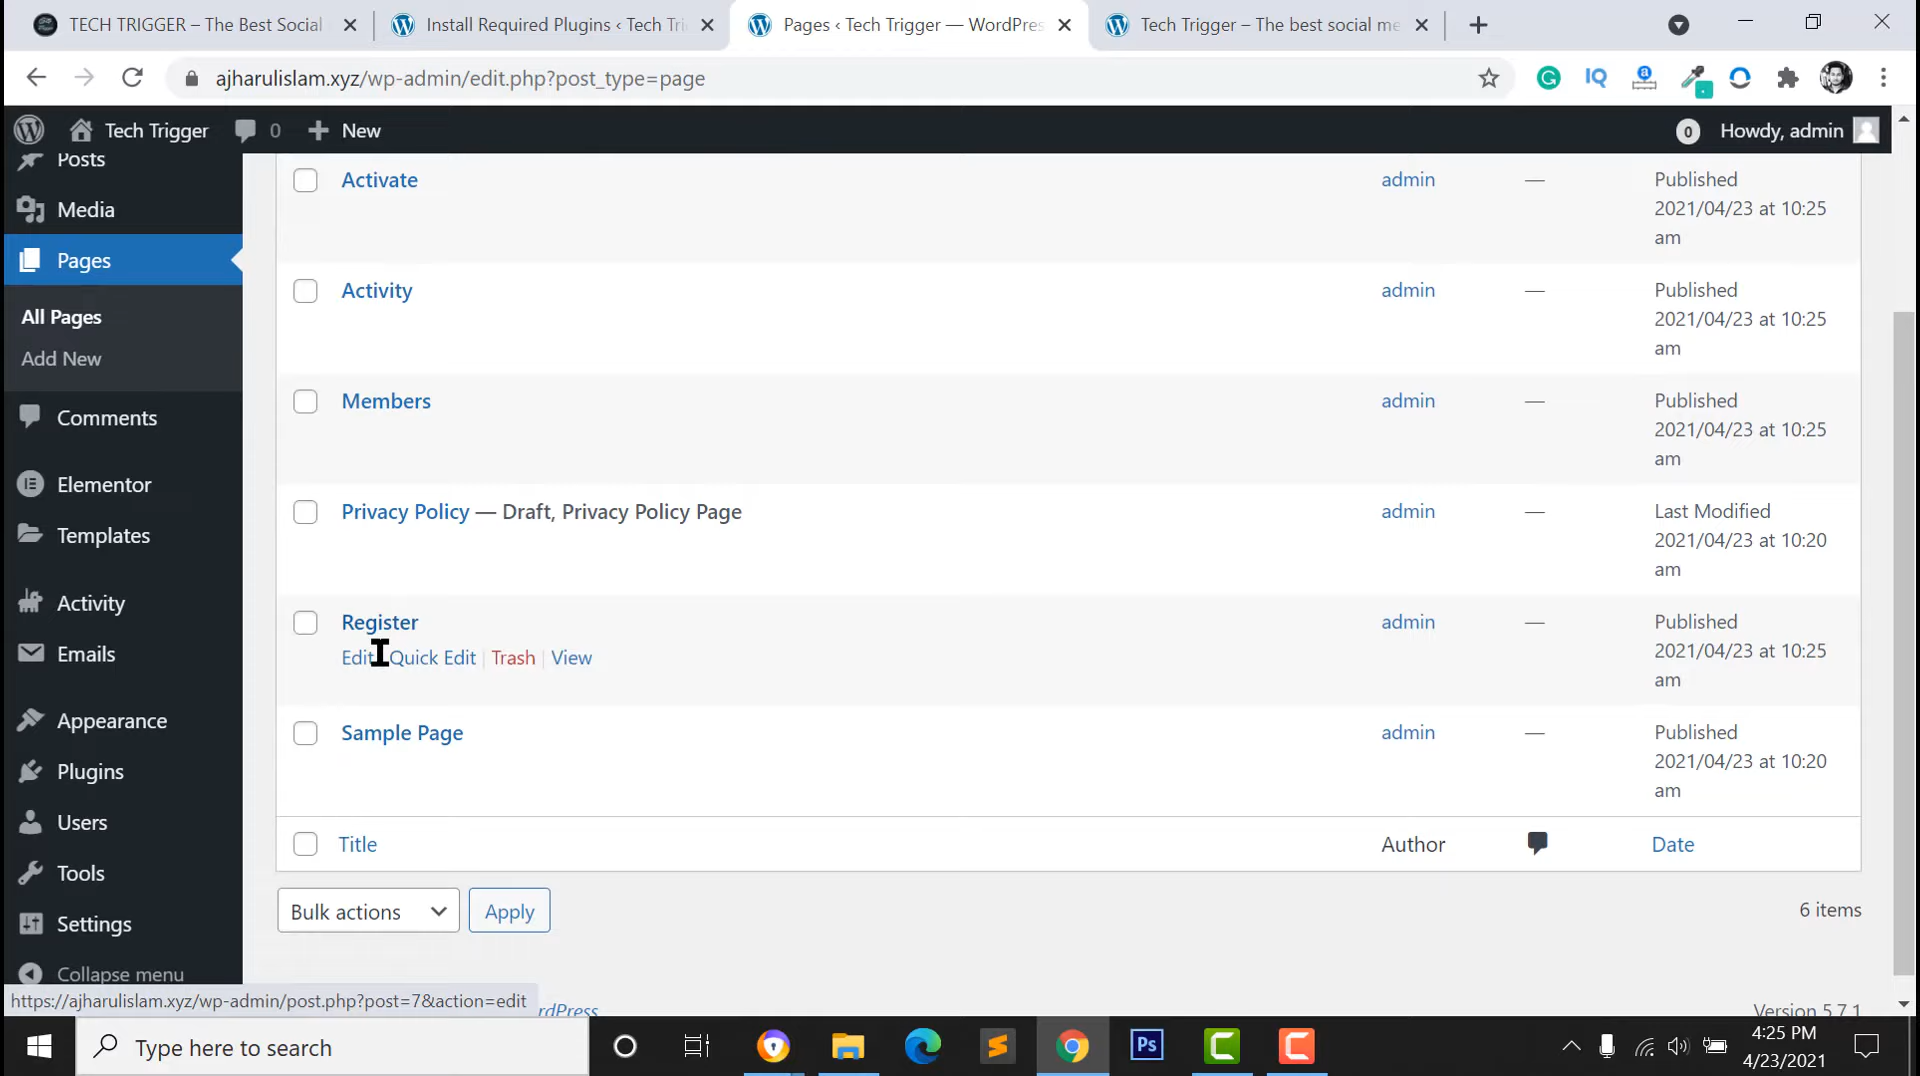 TECH TRIGGER – The Best Social
Install Required Plugins ‹ Tech Tri
Pages ‹ Tech Trigger — WordPres
Tech Trigger – The best social me
ajharulislam.xyz/wp-admin/edit.php?post_type=page
Tech Trigger
0
New
0
Howdy, admin
Posts
Media
Pages
All Pages
Add New
Comments
Elementor
Templates
Activity
Emails
Appearance
Plugins
Users
Tools
Settings
Collapse menu
Activate
admin
—
Published
2021/04/23 at 10:25
am
Activity
admin
—
Published
2021/04/23 at 10:25
am
Members
admin
—
Published
2021/04/23 at 10:25
am
Privacy Policy — Draft, Privacy Policy Page
admin
—
Last Modified
2021/04/23 at 10:20
am
Register
Edit Quick Edit | Trash | View
admin
—
Published
2021/04/23 at 10:25
am
Sample Page
admin
—
Published
2021/04/23 at 10:20
am
Title
Author
Date
Bulk actions
Apply
6 items
https://ajharulislam.xyz/wp-admin/post.php?post=7&action=edit
rdPress
Version 5.7.1
Type here to search
Ps
4:25 PM
4/23/2021